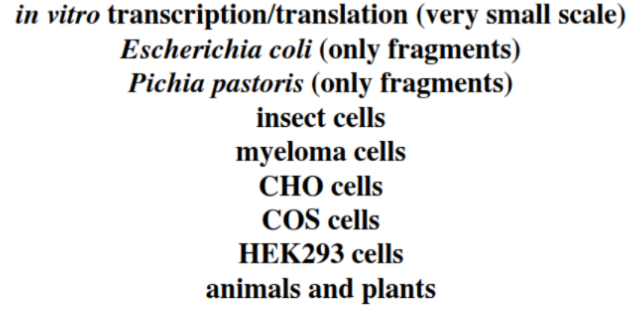 in vitro transcription/translation (very small scale)
Escherichia coli (only fragments)
Pichia pastoris (only fragments)
insect cells
myeloma cells
CHO cells
COS cells
HEK293 cells
animals and plants